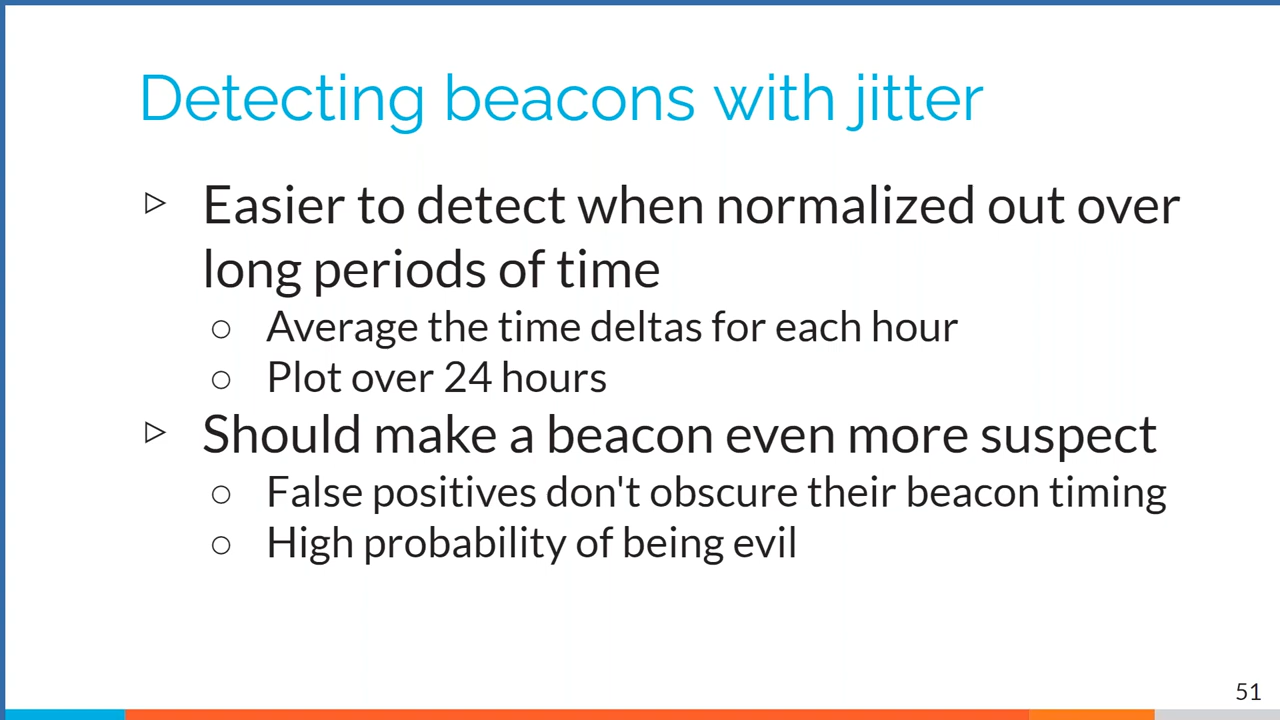 Detecting beacons with jitter
▷ Easier to detect when normalized out over
long periods of time
○ Average the time deltas for each hour
○ Plot over 24 hours
▷ Should make a beacon even more suspect
○ False positives don't obscure their beacon timing
○ High probability of being evil
51